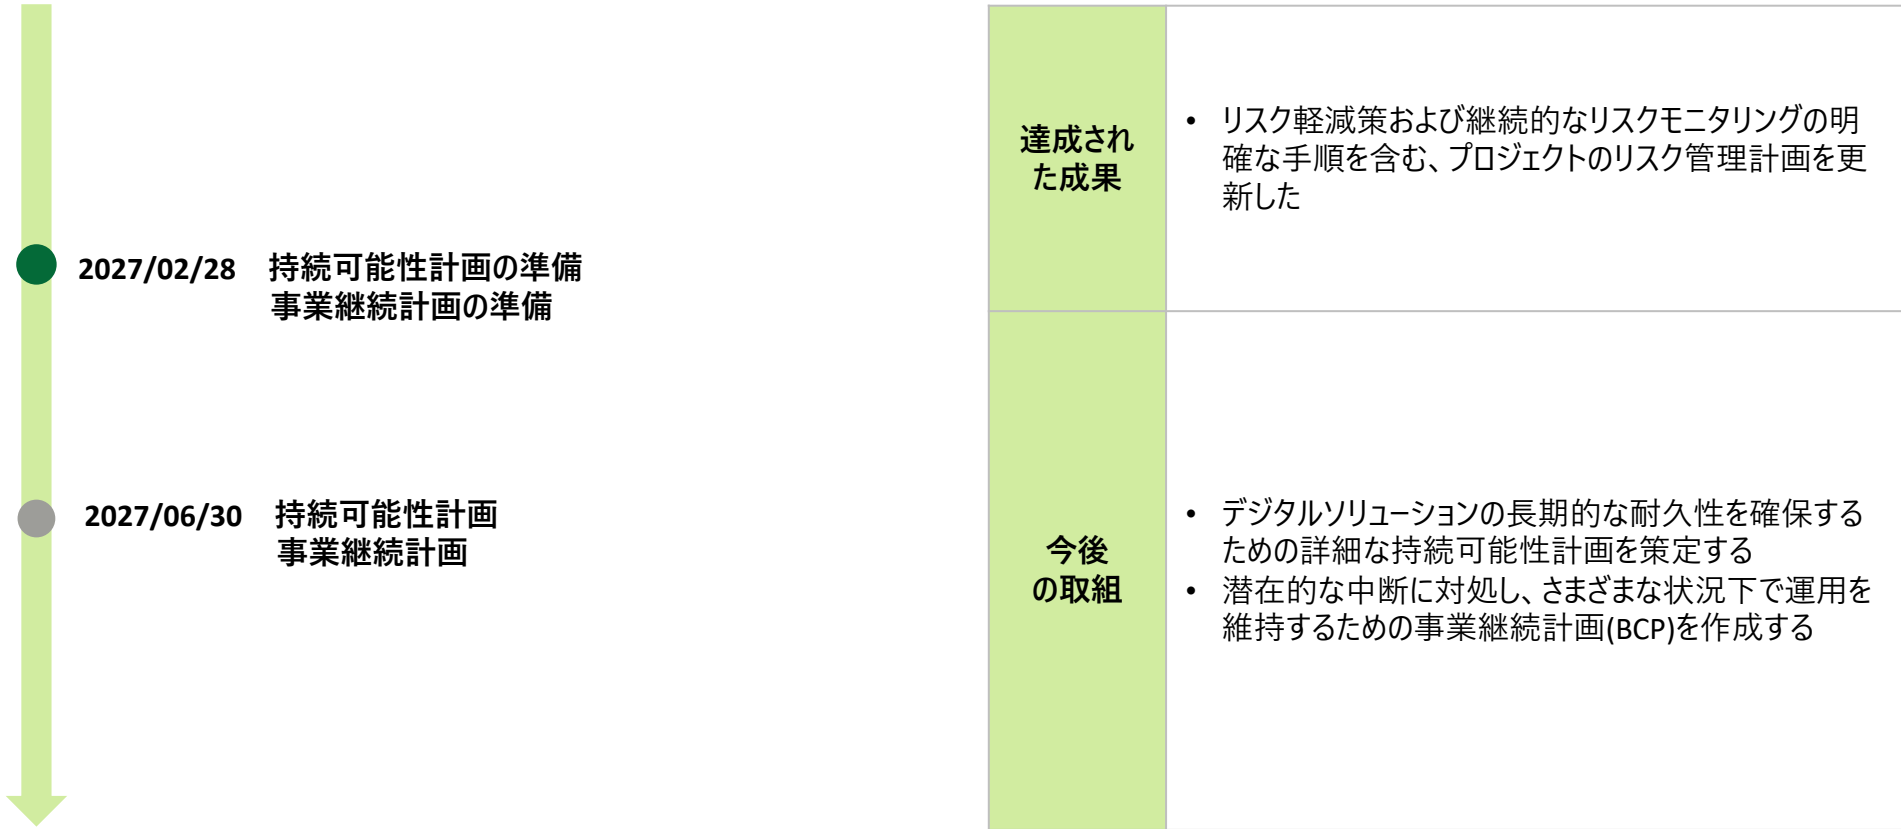 2027/02/28 持続可能性計画の準備
事業継続計画の準備
2027/06/30 持続可能性計画
事業継続計画
達成され
た成果
• リスク軽減策および継続的なリスクモニタリングの明
確な手順を含む、プロジェクトのリスク管理計画を更
新した
今後
の取組
• デジタルソリューションの長期的な耐久性を確保する
ための詳細な持続可能性計画を策定する
• 潜在的な中断に対処し、さまざまな状況下で運用を
維持するための事業継続計画(BCP)を作成する